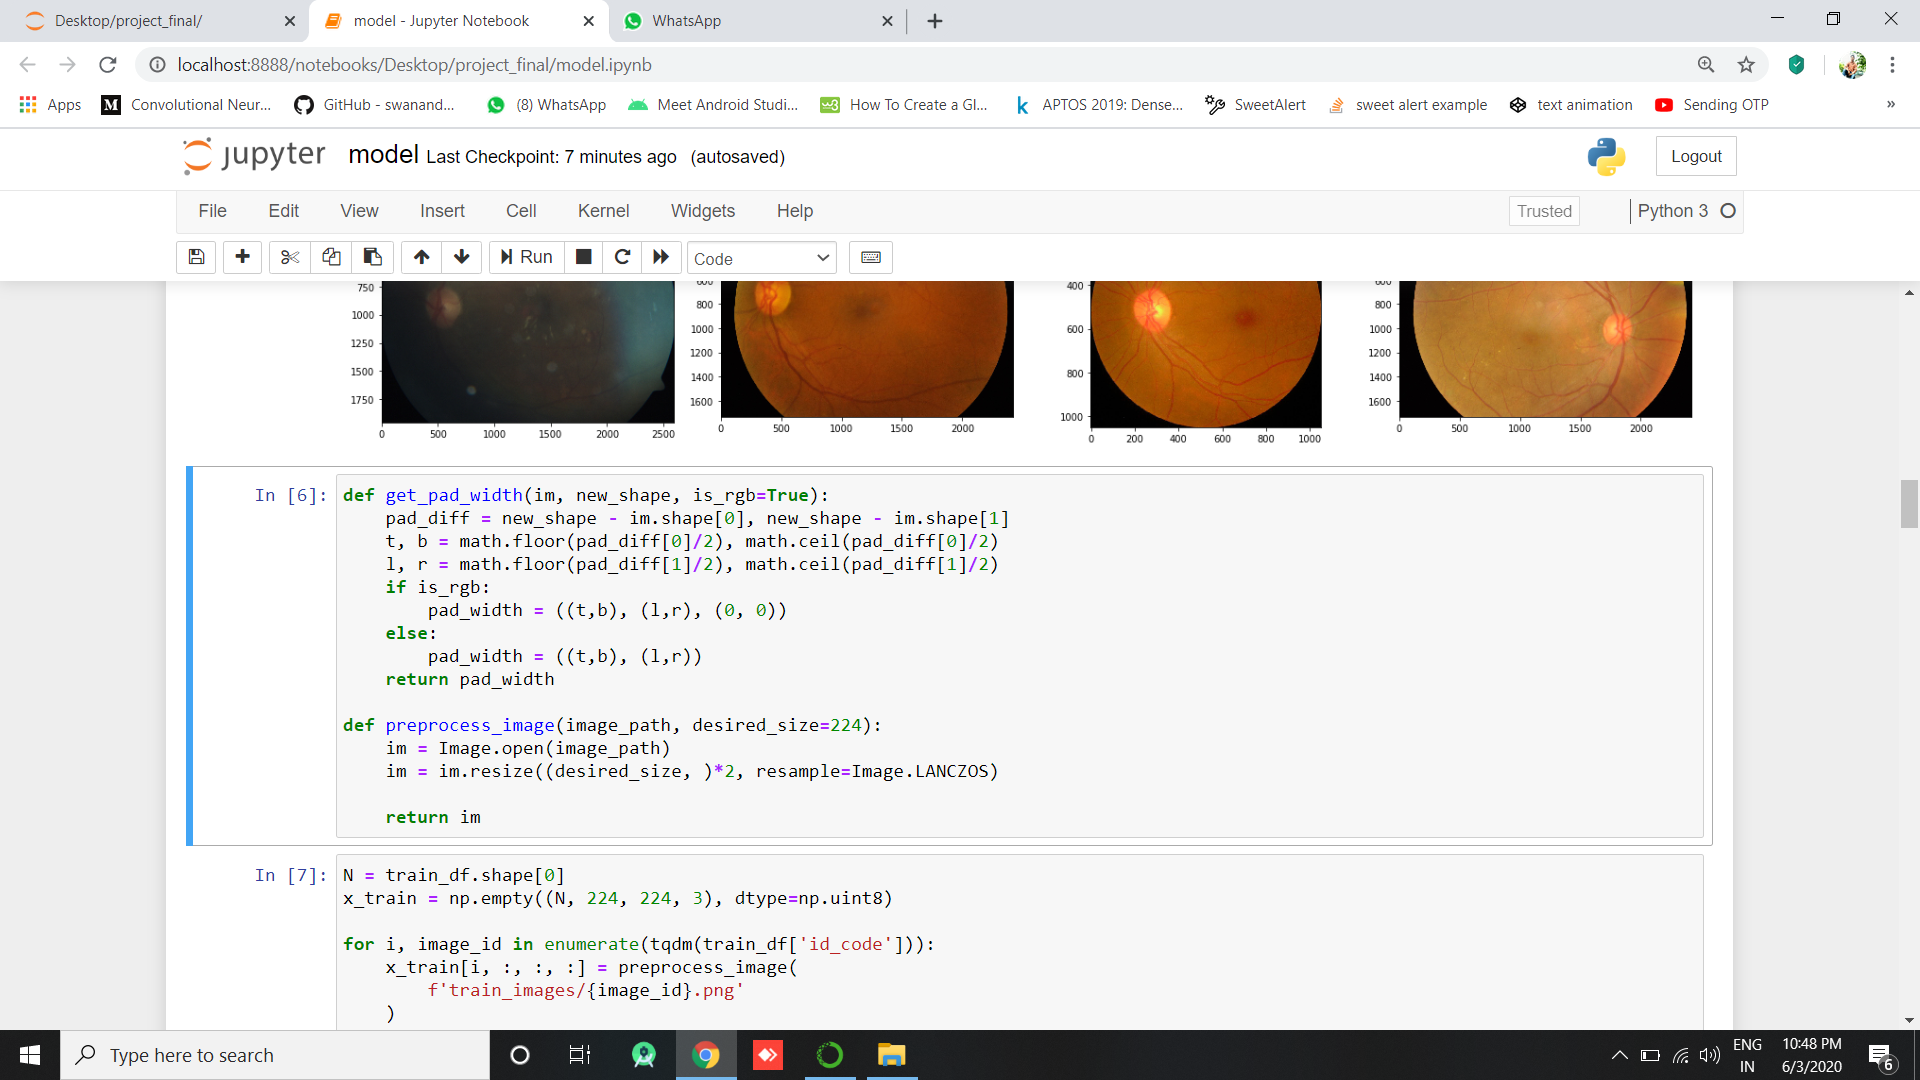 Desktop/project_final/
model - Jupyter Notebook
WhatsApp
localhost:8888/notebooks/Desktop/project_final/model.ipynb
Apps
Convolutional Neur...
GitHub - swanand...
(8) WhatsApp
Meet Android Studi...
How To Create a Gl...
APTOS 2019: Dense...
SweetAlert
sweet alert example
text animation
Sending OTP
»
jupyter model Last Checkpoint: 7 minutes ago (autosaved)
Logout
File Edit View Insert Cell Kernel Widgets Help
Trusted
Python 3
Run
Code
750
1000
1250
1500
1750
0 500 1000 1500 2000 2500
600
800
1000
1200
1400
1600
0 500 1000 1500 2000
400
600
800
1000
0 200 400 600 800 1000
600
800
1000
1200
1400
1600
0 500 1000 1500 2000
In [6]:
def get_pad_width(im, new_shape, is_rgb=True):
    pad_diff = new_shape - im.shape[0], new_shape - im.shape[1]
    t, b = math.floor(pad_diff[0]/2), math.ceil(pad_diff[0]/2)
    l, r = math.floor(pad_diff[1]/2), math.ceil(pad_diff[1]/2)
    if is_rgb:
        pad_width = ((t,b), (l,r), (0, 0))
    else:
        pad_width = ((t,b), (l,r))
    return pad_width
def preprocess_image(image_path, desired_size=224):
    im = Image.open(image_path)
    im = im.resize((desired_size, )*2, resample=Image.LANCZOS)
    return im
In [7]:
N = train_df.shape[0]
x_train = np.empty((N, 224, 224, 3), dtype=np.uint8)
for i, image_id in enumerate(tqdm(train_df['id_code'])):
    x_train[i, :, :, :] = preprocess_image(
        f'train_images/{image_id}.png'
    )
Type here to search
ENG
IN
10:48 PM
6/3/2020
6